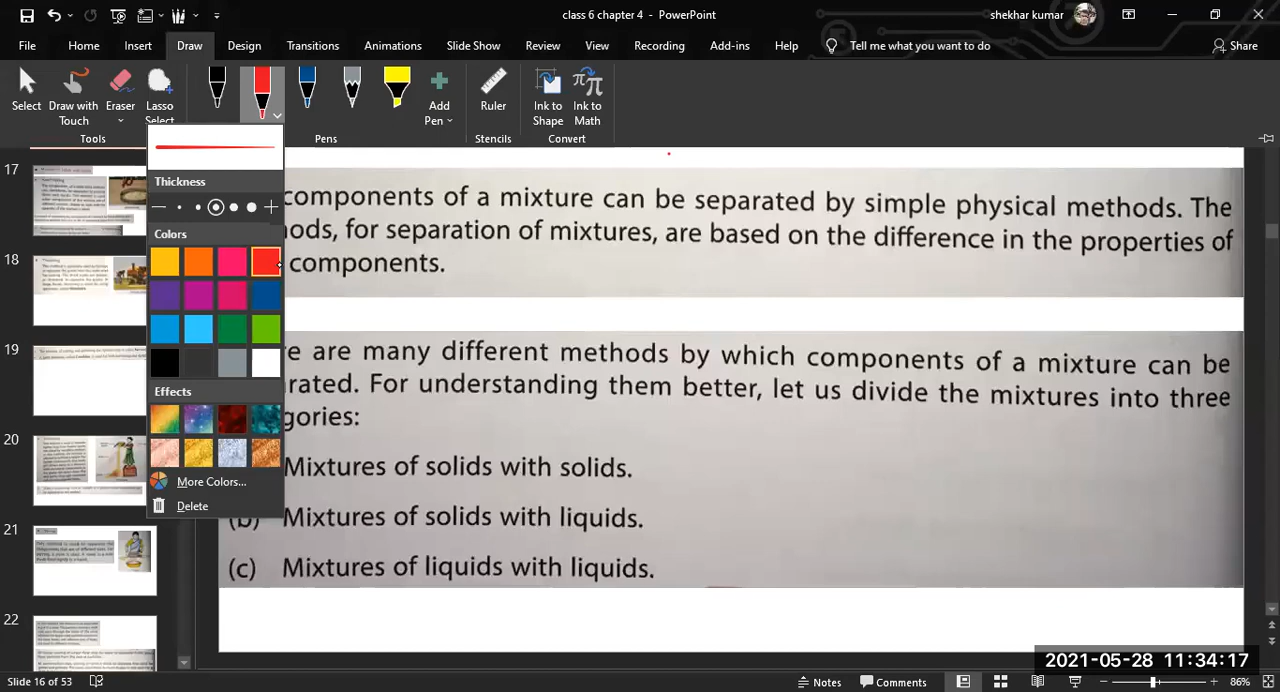 class 6 chapter 4 - PowerPoint
shekhar kumar
File Home Insert Draw Design Transitions Animations Slide Show Review View Recording Add-ins Help Tell me what you want to do Share
Select Draw with Touch Eraser Lasso Select Add Pen Ruler Ink to Shape Ink to Math
Tools Pens Stencils Convert
Thickness
Colors
Effects
More Colors...
Delete
17
18
19
20
21
22
components of a mixture can be separated by simple physical methods. The
for separation of mixtures, are based on the difference in the properties of
components.
are many different methods by which components of a mixture can be
For understanding them better, let us divide the mixtures into three
Mixtures of solids with solids.
(b) Mixtures of solids with liquids.
(c) Mixtures of liquids with liquids.
2021-05-28 11:34:17
Slide 16 of 53 Notes Comments 86%